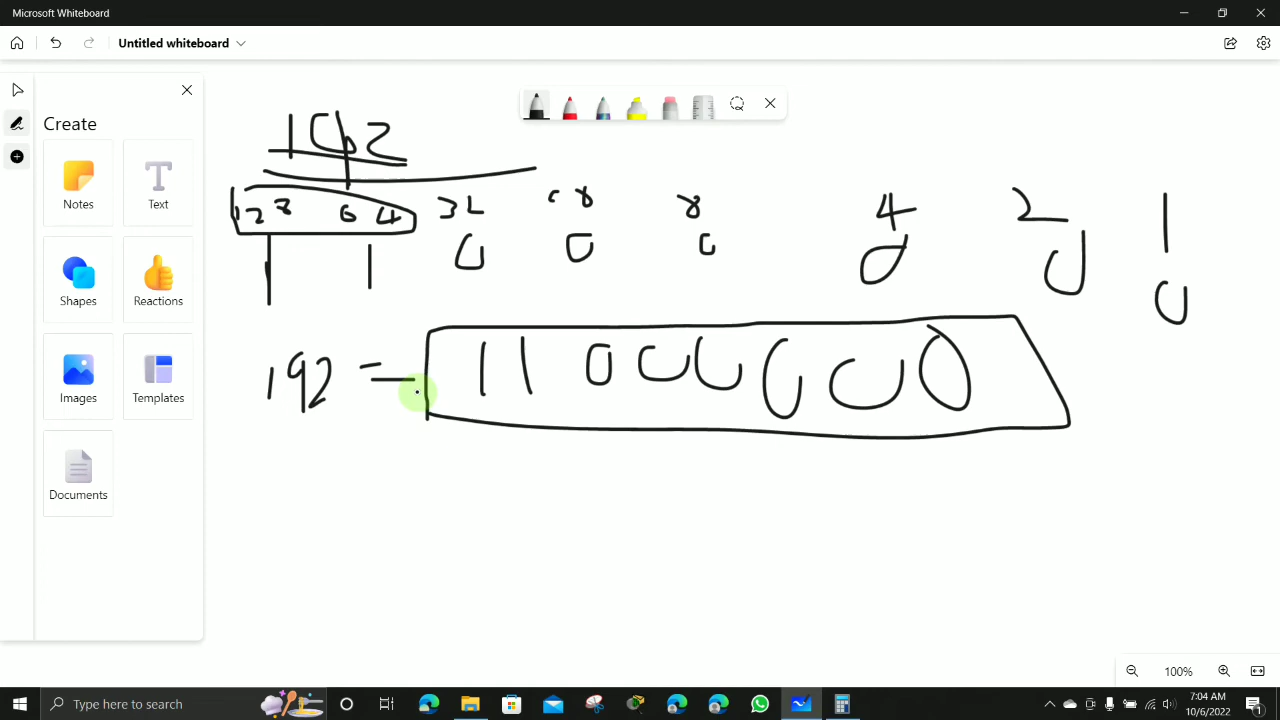 Microsoft Whiteboard
Untitled whiteboard
Create
Notes
Text
Shapes
Reactions
Images
Templates
Documents
192
128 64 32 8 4 2 1
1 1 0 0 0 0 0 0
192 = 11000000
100%
Type here to search
7:04 AM
10/6/2022
1